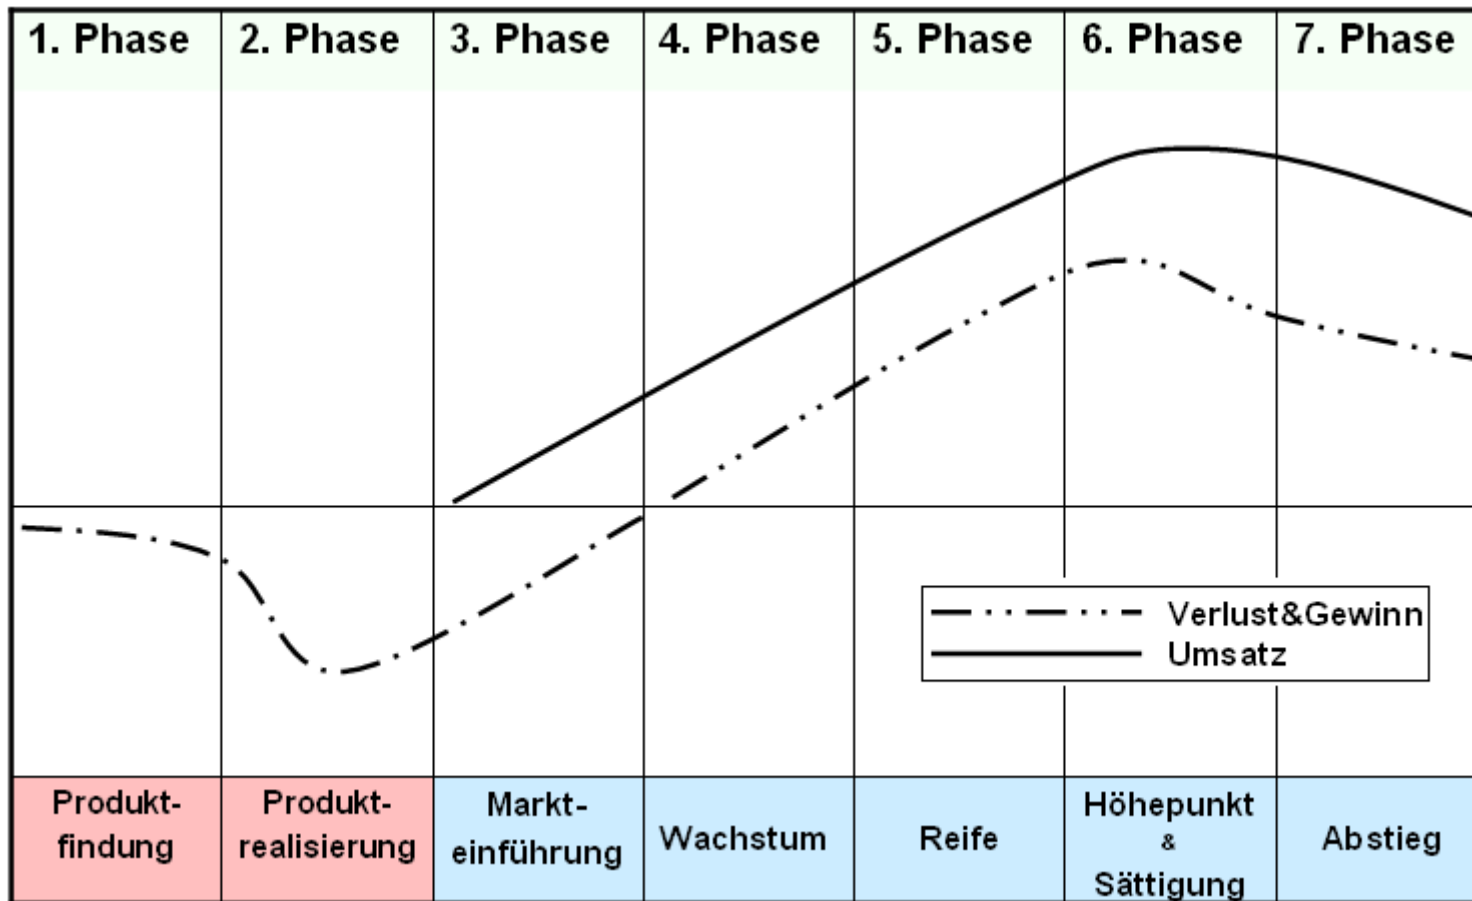 1. Phase
2. Phase
3. Phase
4. Phase
5. Phase
6. Phase
7. Phase
Verlust&Gewinn
Umsatz
Produkt-
findung
Produkt-
realisierung
Markt-
einführung
Wachstum
Reife
Höhepunkt
&
Sättigung
Abstieg